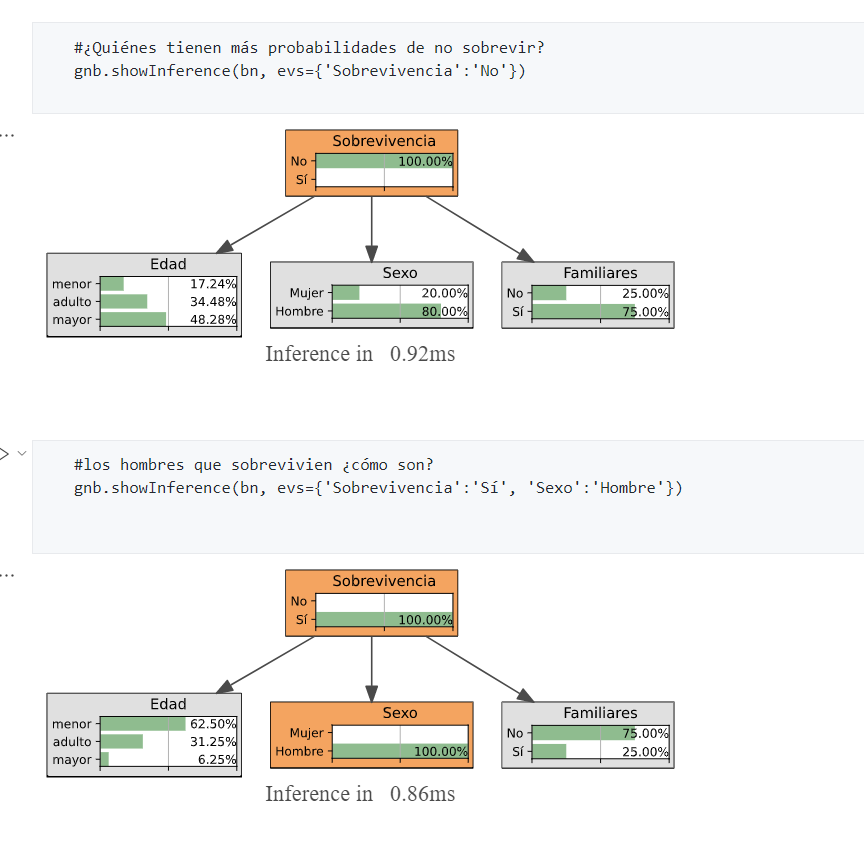 #¿Quiénes tienen más probabilidades de no sobrevir?
gnb.showInference(bn, evs={'Sobrevivencia':'No'})
...
Sobrevivencia
No 100.00%
Sí
Edad
menor 17.24%
adulto 34.48%
mayor 48.28%
Sexo
Mujer 20.00%
Hombre 80.00%
Familiares
No 25.00%
Sí 75.00%
Inference in 0.92ms
#los hombres que sobrevivien ¿cómo son?
gnb.showInference(bn, evs={'Sobrevivencia':'Sí', 'Sexo':'Hombre'})
...
Sobrevivencia
No
Sí 100.00%
Edad
menor 62.50%
adulto 31.25%
mayor 6.25%
Sexo
Mujer
Hombre 100.00%
Familiares
No 75.00%
Sí 25.00%
Inference in 0.86ms